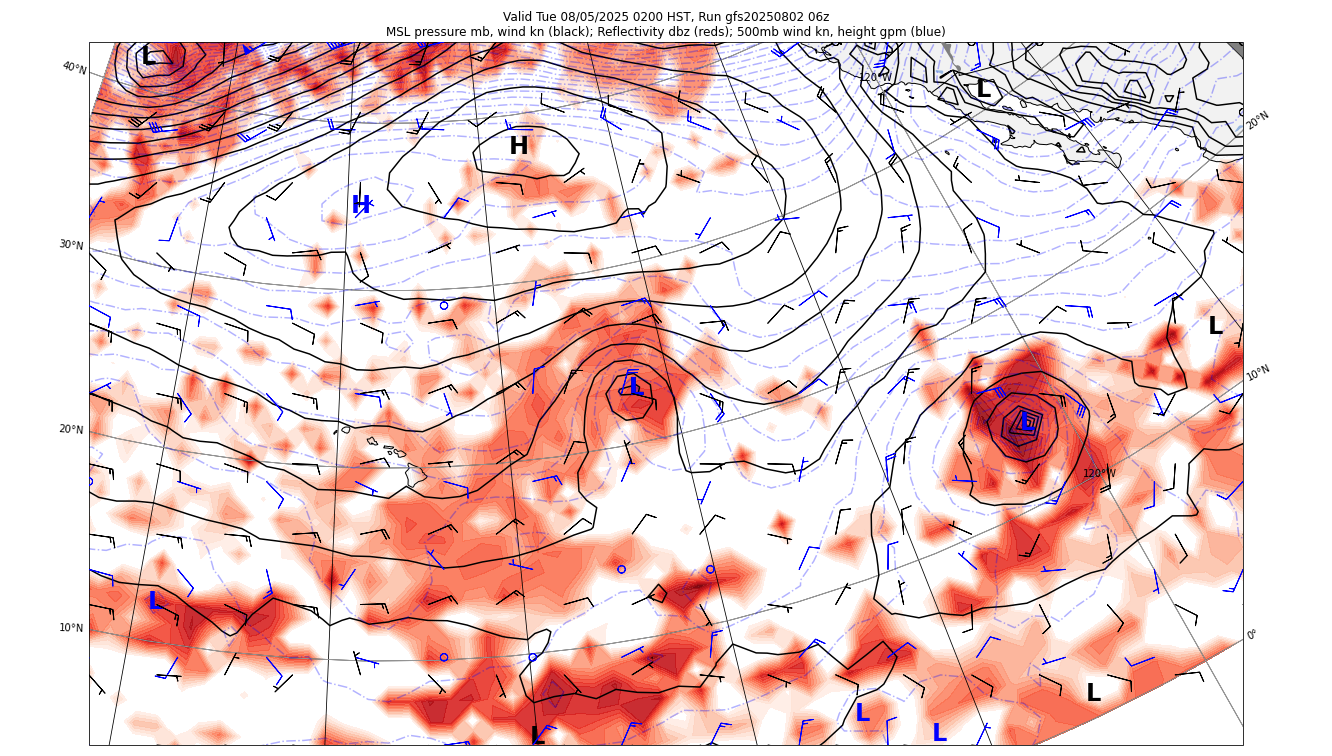 Valid Tue 08/05/2025 0200 HST, Run gfs20250802 06z
MSL pressure mb, wind kn (black); Reflectivity dbz (reds); 500mb wind kn, height gpm (blue)
L
40°N
120°W
L
20°N
H
H
30°N
L
10°N
L
L
20°N
120°W
L
10°N
0°
L
L
L
L